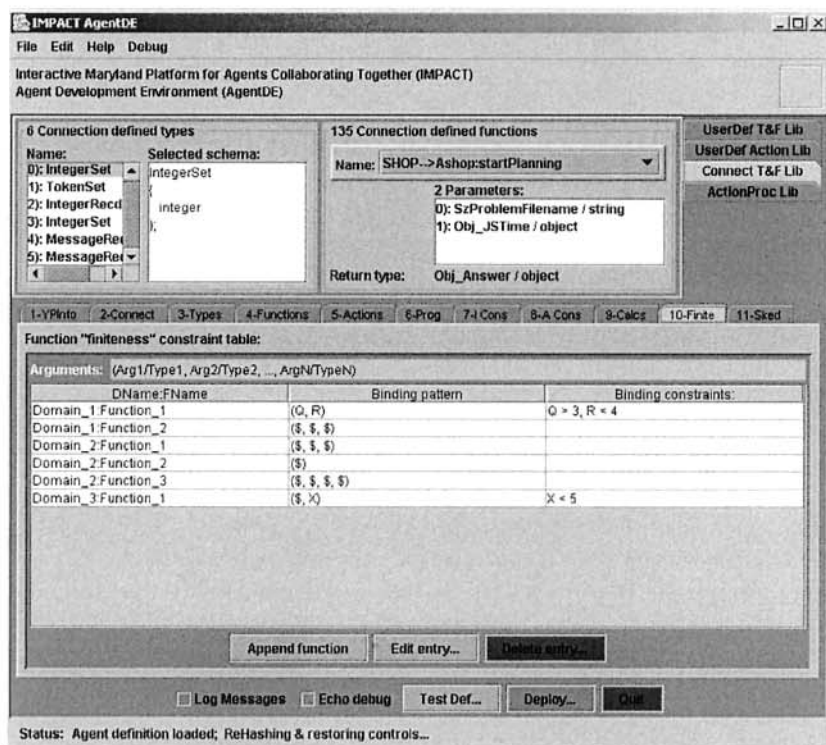 IMPACT AgentDE
File Edit Help Debug
Interactive Maryland Platform for Agents Collaborating Together (IMPACT)
Agent Development Environment (AgentDE)
6 Connection defined types
Name:
Selected schema:
0): IntegerSet
1): TokenSet
2): IntegerRecd
3): IntegerSet
4): MessageRec
5): MessageRec
IntegerSet
{
integer
);
135 Connection defined functions
Name: SHOP-->Ashop:startPlanning
2 Parameters:
0): SzProblemFilename / string
1): Obj_JSTime / object
Return type: Obj_Answer / object
UserDef T&F Lib
UserDef Action Lib
Connect T&F Lib
ActionProc Lib
1-YPInfo 2-Connect 3-Types 4-Functions 5-Actions 6-Prog 7-I Cons 8-A Cons 9-Calcs 10-Finite 11-Sked
Function "finiteness" constraint table:
Arguments: (Arg1/Type1, Arg2/Type2, ..., ArgN/TypeN)
DName:FName Binding pattern Binding constraints:
Domain_1:Function_1 (Q, R) Q > 3, R < 4
Domain_1:Function_2 ($, $, $)
Domain_2:Function_1 ($, $, $)
Domain_2:Function_2 ($)
Domain_2:Function_3 ($, $, $, $)
Domain_3:Function_1 ($, X) X < 5
Append function Edit entry... Delete entry...
Log Messages Echo debug Test Def... Deploy... Quit
Status: Agent definition loaded; ReHashing & restoring controls...